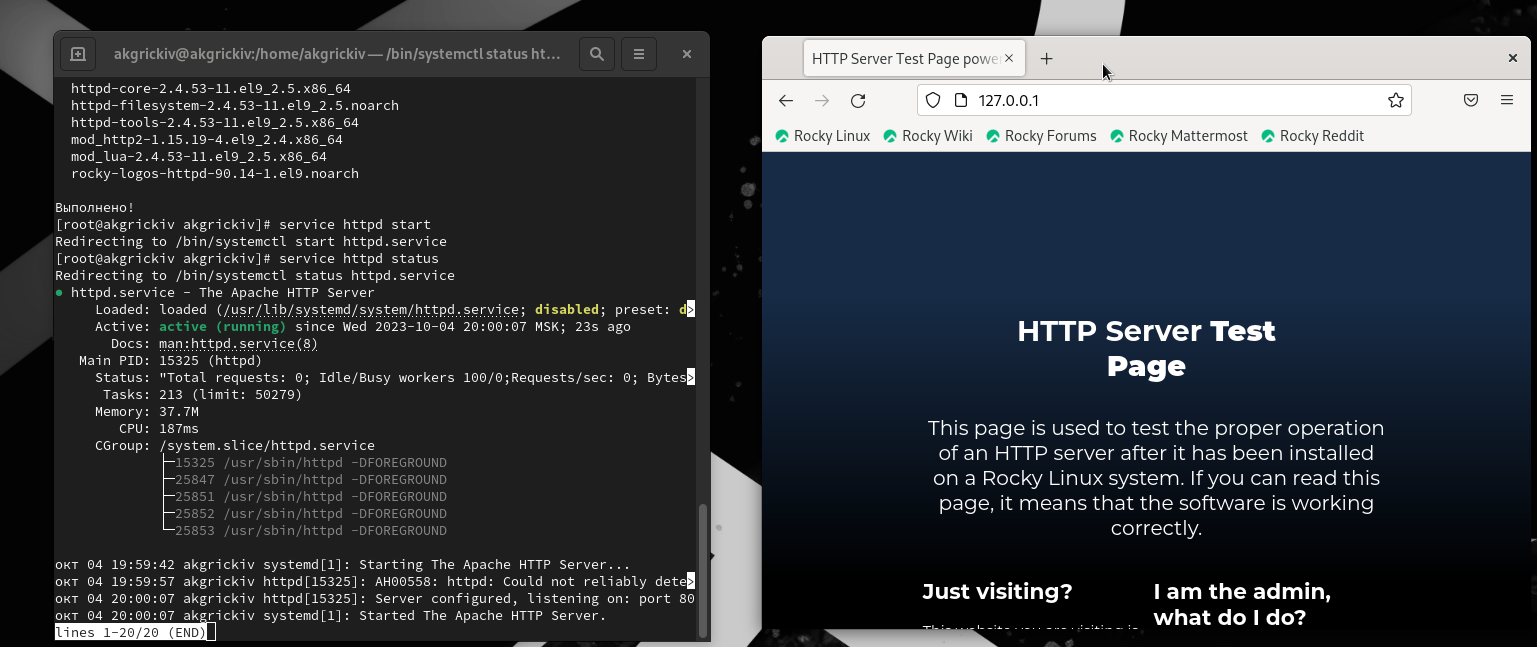 akgrickiv@akgrickiv:/home/akgrickiv — /bin/systemctl status ht...
httpd-core-2.4.53-11.el9_2.5.x86_64
httpd-filesystem-2.4.53-11.el9_2.5.noarch
httpd-tools-2.4.53-11.el9_2.5.x86_64
mod_http2-1.15.19-4.el9_2.4.x86_64
mod_lua-2.4.53-11.el9_2.5.x86_64
rocky-logos-httpd-90.14-1.el9.noarch
Выполнено!
[root@akgrickiv akgrickiv]# service httpd start
Redirecting to /bin/systemctl start httpd.service
[root@akgrickiv akgrickiv]# service httpd status
Redirecting to /bin/systemctl status httpd.service
● httpd.service - The Apache HTTP Server
Loaded: loaded (/usr/lib/systemd/system/httpd.service; disabled; preset: d>
Active: active (running) since Wed 2023-10-04 20:00:07 MSK; 23s ago
Docs: man:httpd.service(8)
Main PID: 15325 (httpd)
Status: "Total requests: 0; Idle/Busy workers 100/0;Requests/sec: 0; Bytes>
Tasks: 213 (limit: 50279)
Memory: 37.7M
CPU: 187ms
CGroup: /system.slice/httpd.service
├─15325 /usr/sbin/httpd -DFOREGROUND
├─25847 /usr/sbin/httpd -DFOREGROUND
├─25851 /usr/sbin/httpd -DFOREGROUND
├─25852 /usr/sbin/httpd -DFOREGROUND
└─25853 /usr/sbin/httpd -DFOREGROUND
окт 04 19:59:42 akgrickiv systemd[1]: Starting The Apache HTTP Server...
окт 04 19:59:57 akgrickiv httpd[15325]: AH00558: httpd: Could not reliably dete>
окт 04 20:00:07 akgrickiv httpd[15325]: Server configured, listening on: port 80
окт 04 20:00:07 akgrickiv systemd[1]: Started The Apache HTTP Server.
lines 1-20/20 (END)
HTTP Server Test Page powe
127.0.0.1
Rocky Linux Rocky Wiki Rocky Forums Rocky Mattermost Rocky Reddit
HTTP Server Test
Page
This page is used to test the proper operation
of an HTTP server after it has been installed
on a Rocky Linux system. If you can read this
page, it means that the software is working
correctly.
Just visiting?
This website you are visiting is
I am the admin,
what do I do?